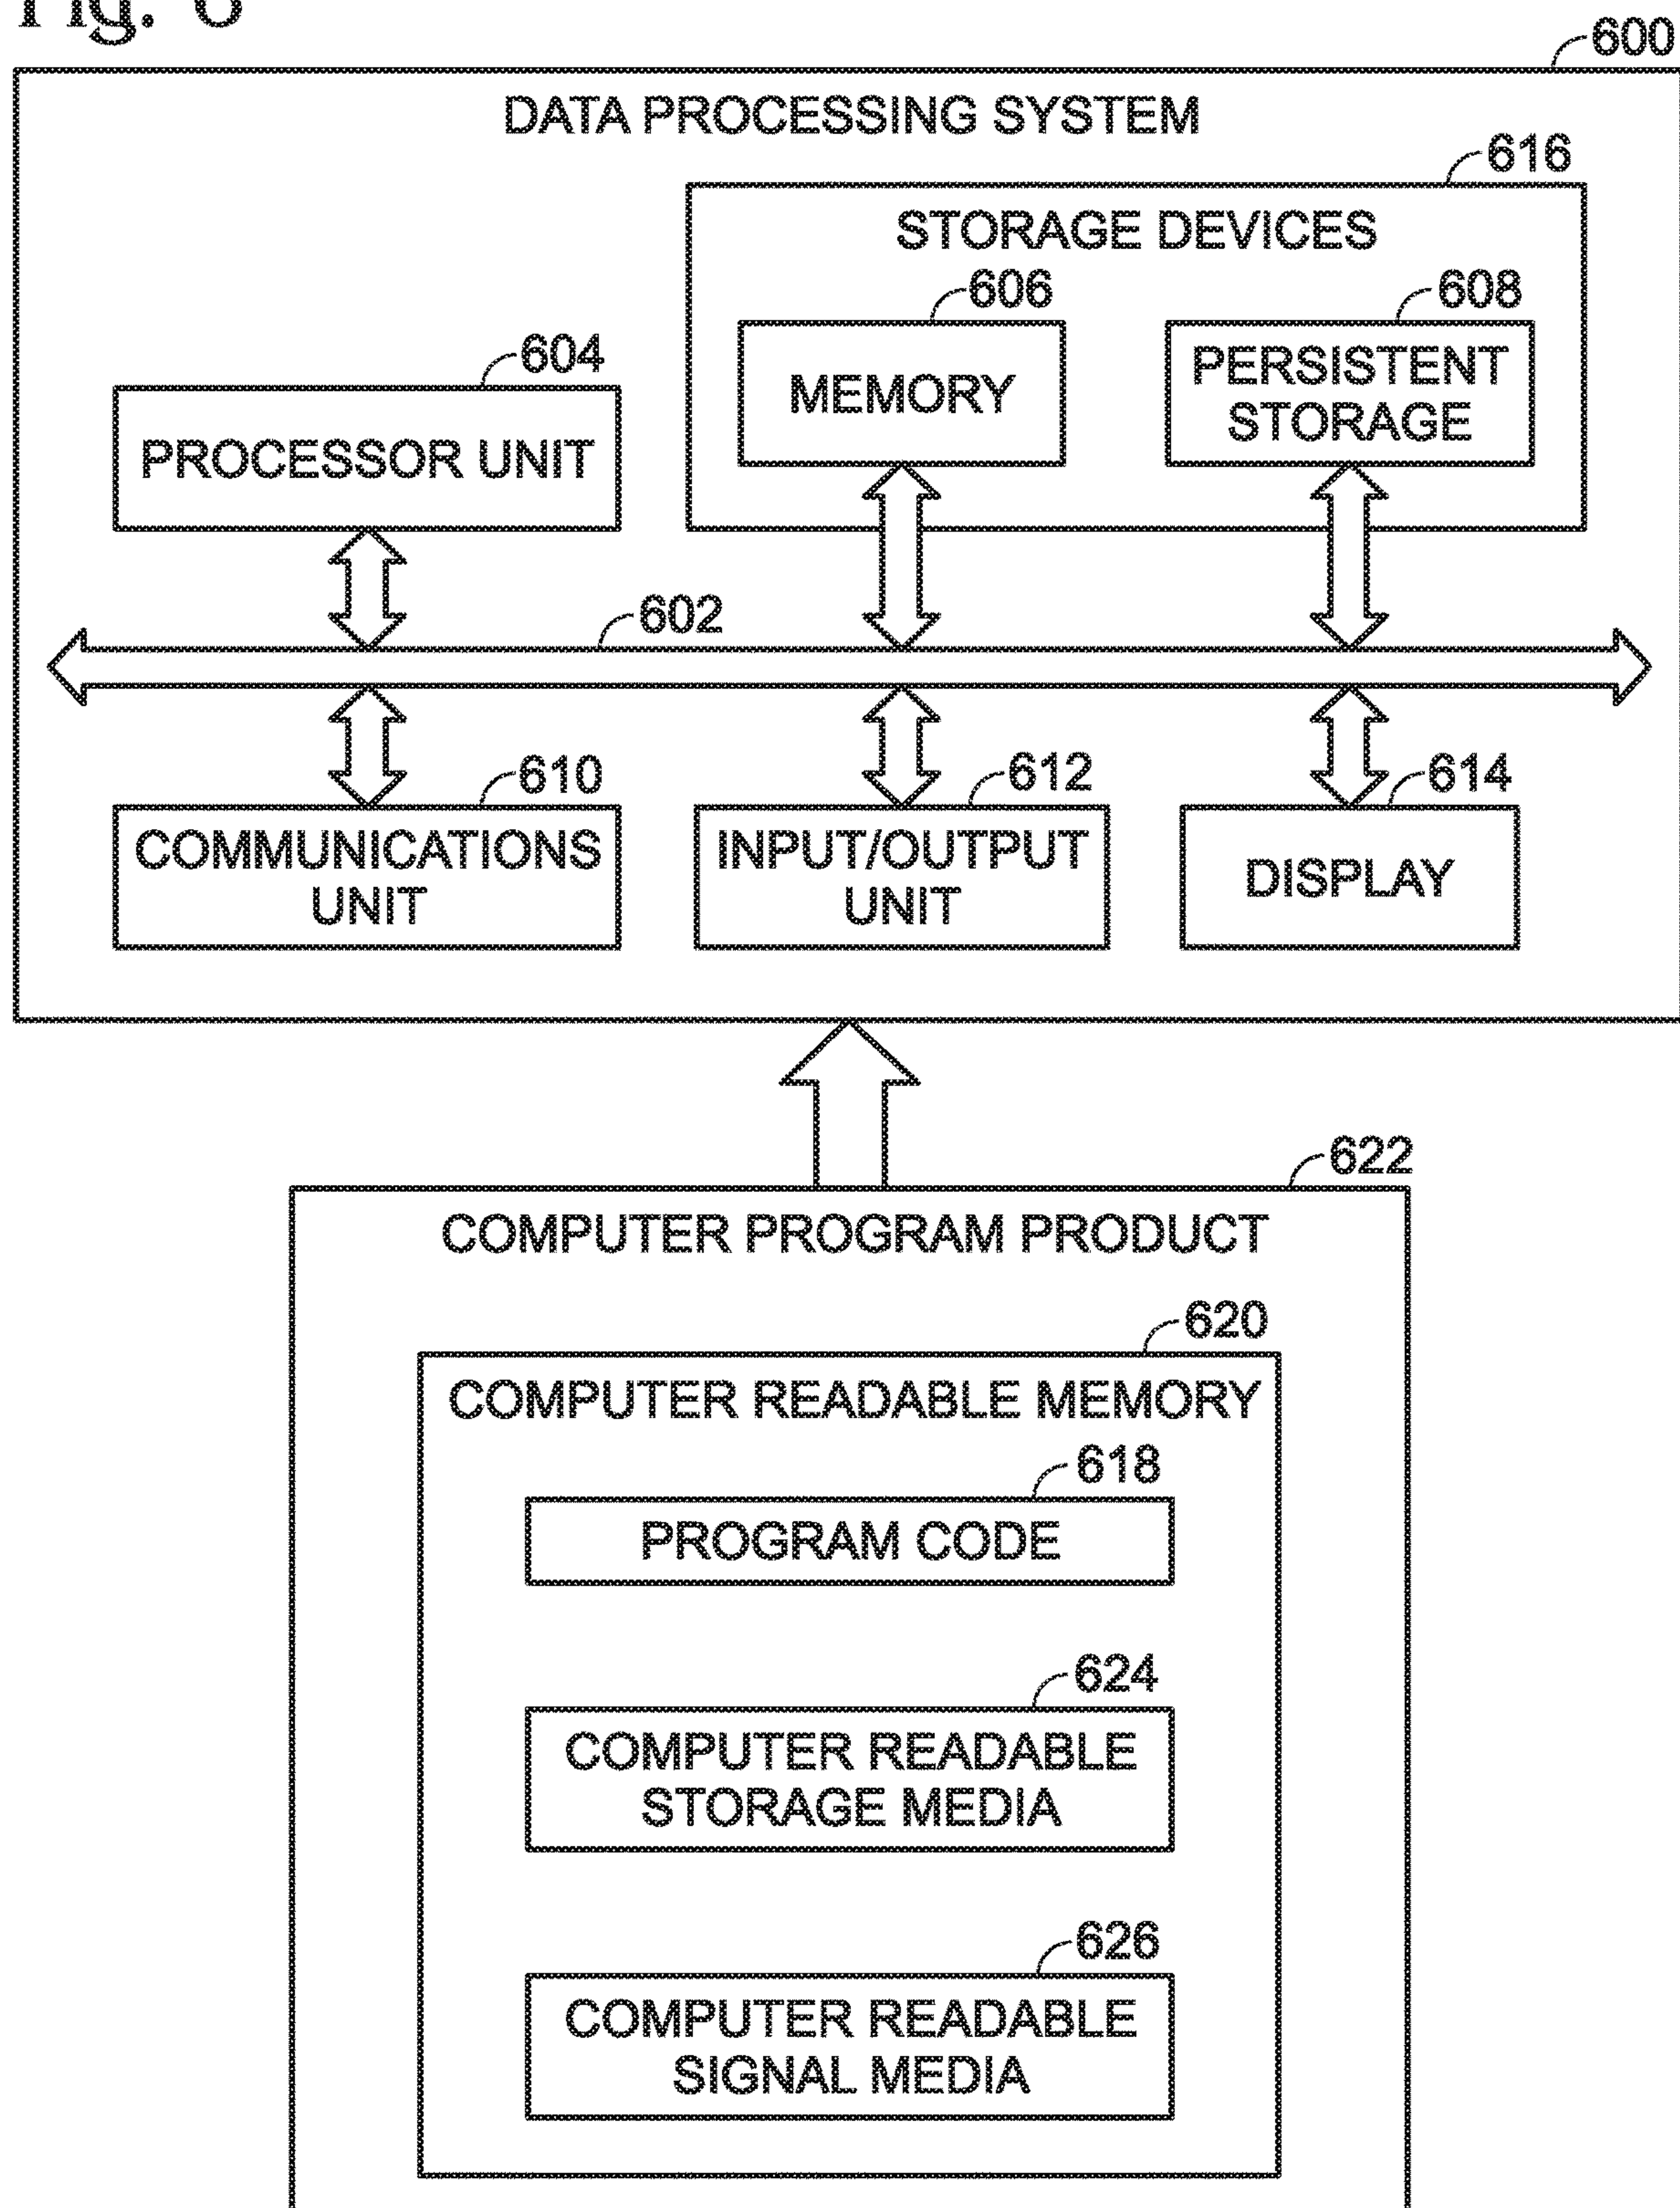 Fig. 6
600
DATA PROCESSING SYSTEM
616
STORAGE DEVICES
606
608
604
MEMORY
PERSISTENT
STORAGE
PROCESSOR UNIT
602
610
612
614
COMMUNICATIONS
UNIT
INPUT/OUTPUT
UNIT
DISPLAY
622
COMPUTER PROGRAM PRODUCT
620
COMPUTER READABLE MEMORY
618
PROGRAM CODE
624
COMPUTER READABLE
STORAGE MEDIA
626
COMPUTER READABLE
SIGNAL MEDIA